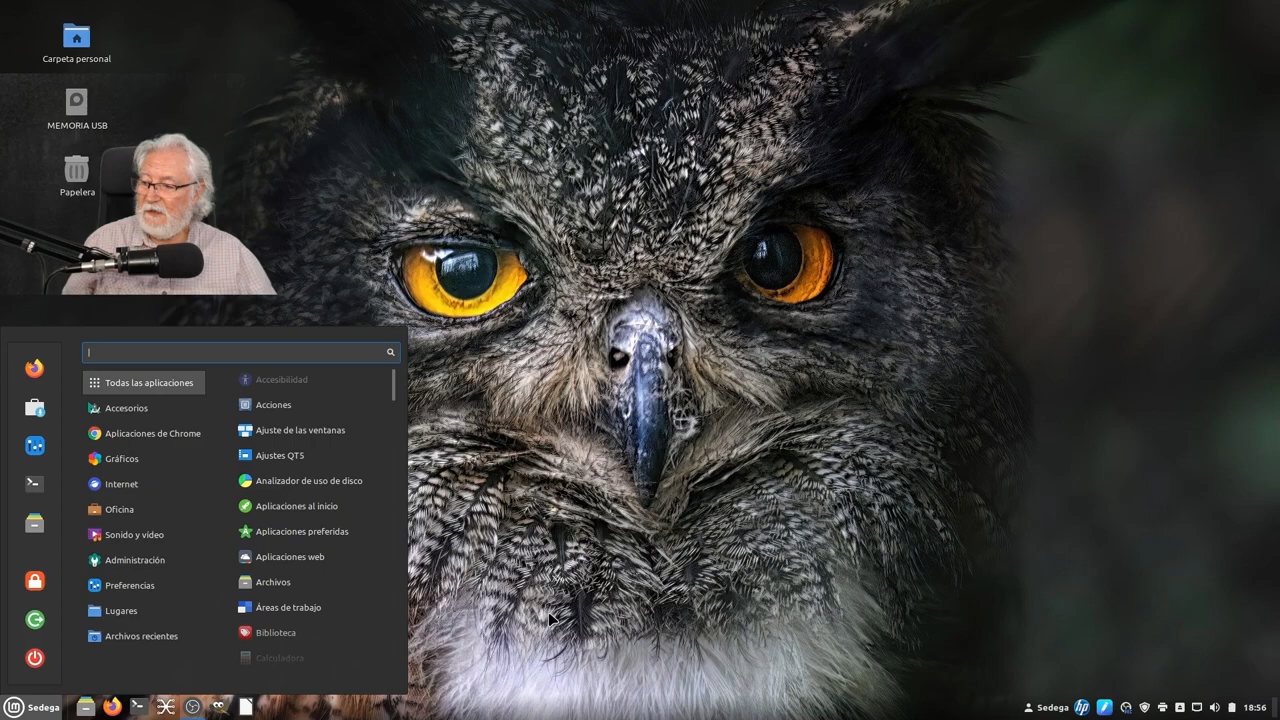 Carpeta personal
MEMORIA USB
Papelera
Todas las aplicaciones
Accesorios
Aplicaciones de Chrome
Gráficos
Internet
Oficina
Sonido y vídeo
Administración
Preferencias
Lugares
Archivos recientes
Accesibilidad
Acciones
Ajuste de las ventanas
Ajustes QT5
Analizador de uso de disco
Aplicaciones al inicio
Aplicaciones preferidas
Aplicaciones web
Archivos
Áreas de trabajo
Biblioteca
Calculadora
Sedega
Sedega
hp
18:56